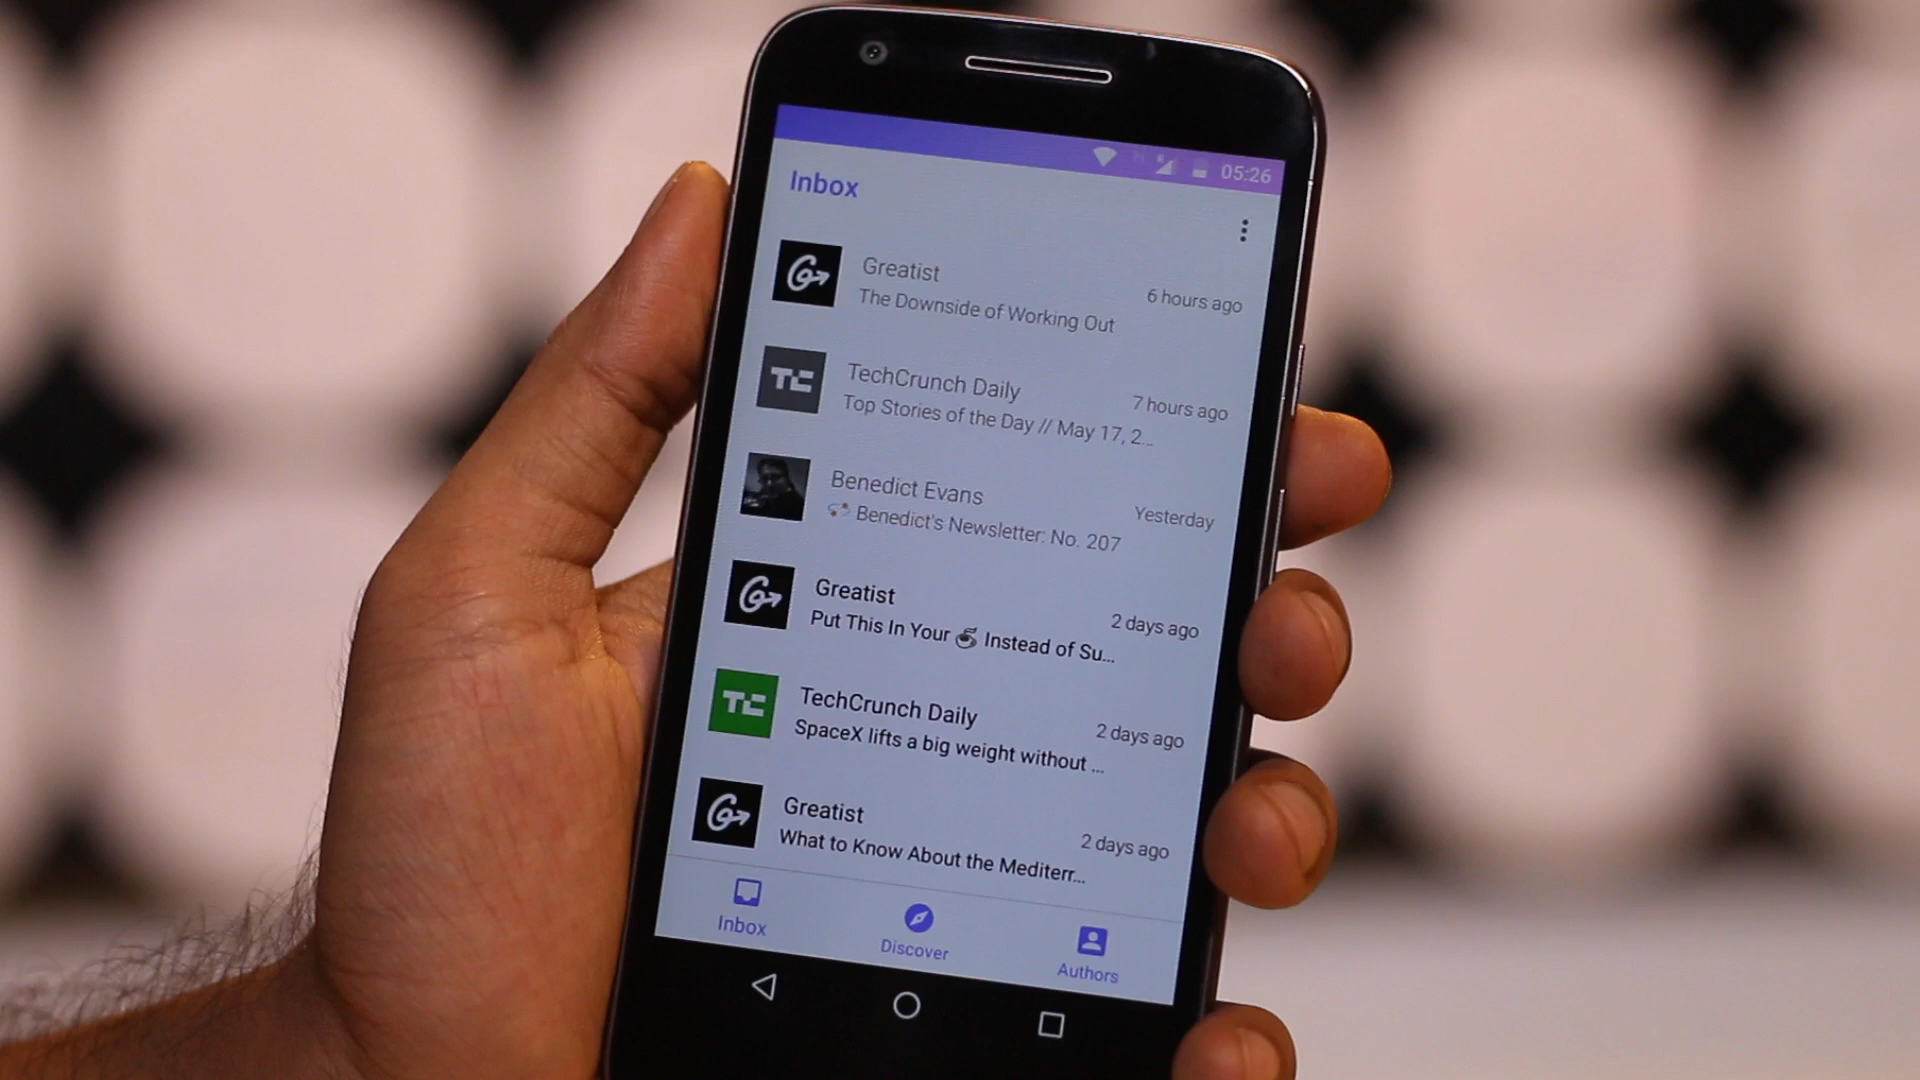 05:26
Inbox
Greatist
6 hours ago
The Downside of Working Out
TechCrunch Daily
7 hours ago
Top Stories of the Day // May 17, 2...
Benedict Evans
Yesterday
Benedict's Newsletter: No. 207
Greatist
2 days ago
Put This In Your ☕ Instead of Su...
TechCrunch Daily
2 days ago
SpaceX lifts a big weight without ...
Greatist
2 days ago
What to Know About the Mediterr...
Inbox
Discover
Authors